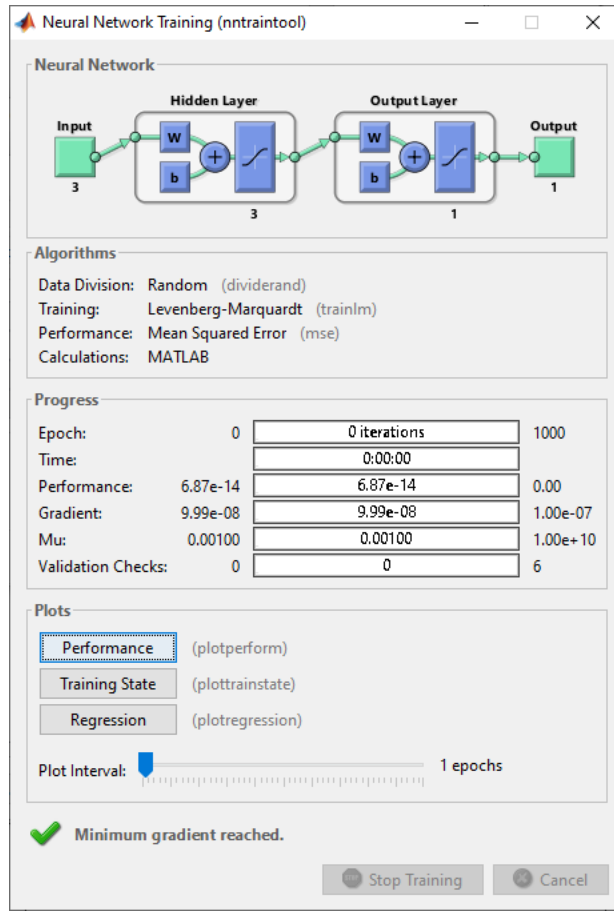 Neural Network Training (nntraintool)
Neural Network
Hidden Layer
Output Layer
Input
Output
W
W
b
b
3
1
3
1
Algorithms
Data Division: Random (dividerand)
Training: Levenberg-Marquardt (trainlm)
Performance: Mean Squared Error (mse)
Calculations: MATLAB
Progress
Epoch: 0 0 iterations 1000
Time: 0:00:00
Performance: 6.87e-14 6.87e-14 0.00
Gradient: 9.99e-08 9.99e-08 1.00e-07
Mu: 0.00100 0.00100 1.00e+10
Validation Checks: 0 0 6
Plots
Performance (plotperform)
Training State (plottrainstate)
Regression (plotregression)
Plot Interval: 1 epochs
Minimum gradient reached.
Stop Training Cancel